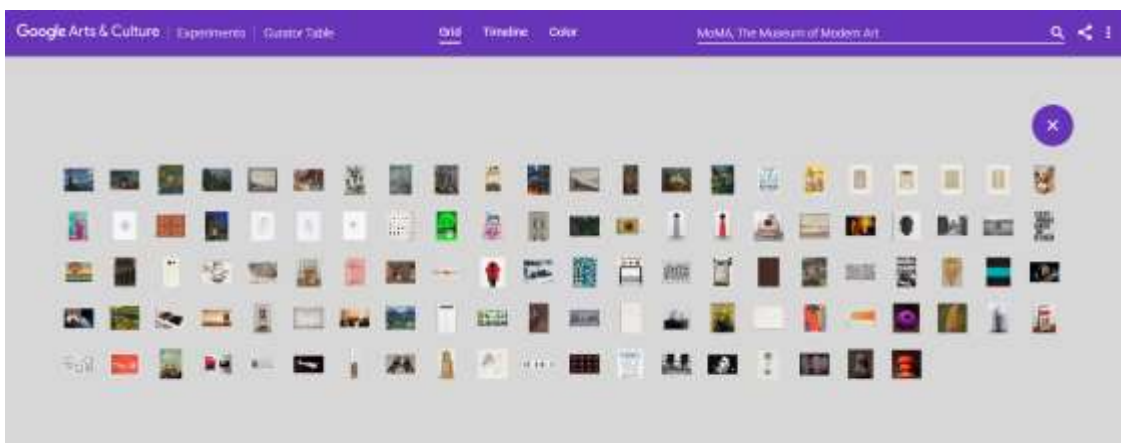 Google Arts & Culture | Experiments | Curator Table
Grid Timeline Color
MoMA, The Museum of Modern Art